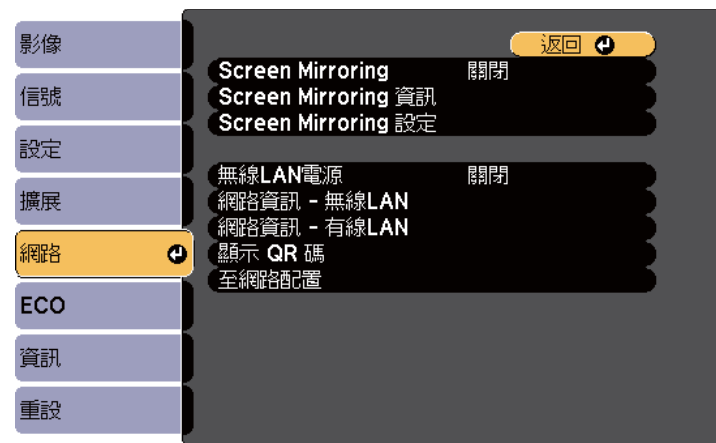 影像
信號
設定
擴展
網路
ECO
資訊
重設
返回
Screen Mirroring 關閉
Screen Mirroring 資訊
Screen Mirroring 設定
無線LAN電源 關閉
網路資訊 - 無線LAN
網路資訊 - 有線LAN
顯示 QR 碼
至網路配置